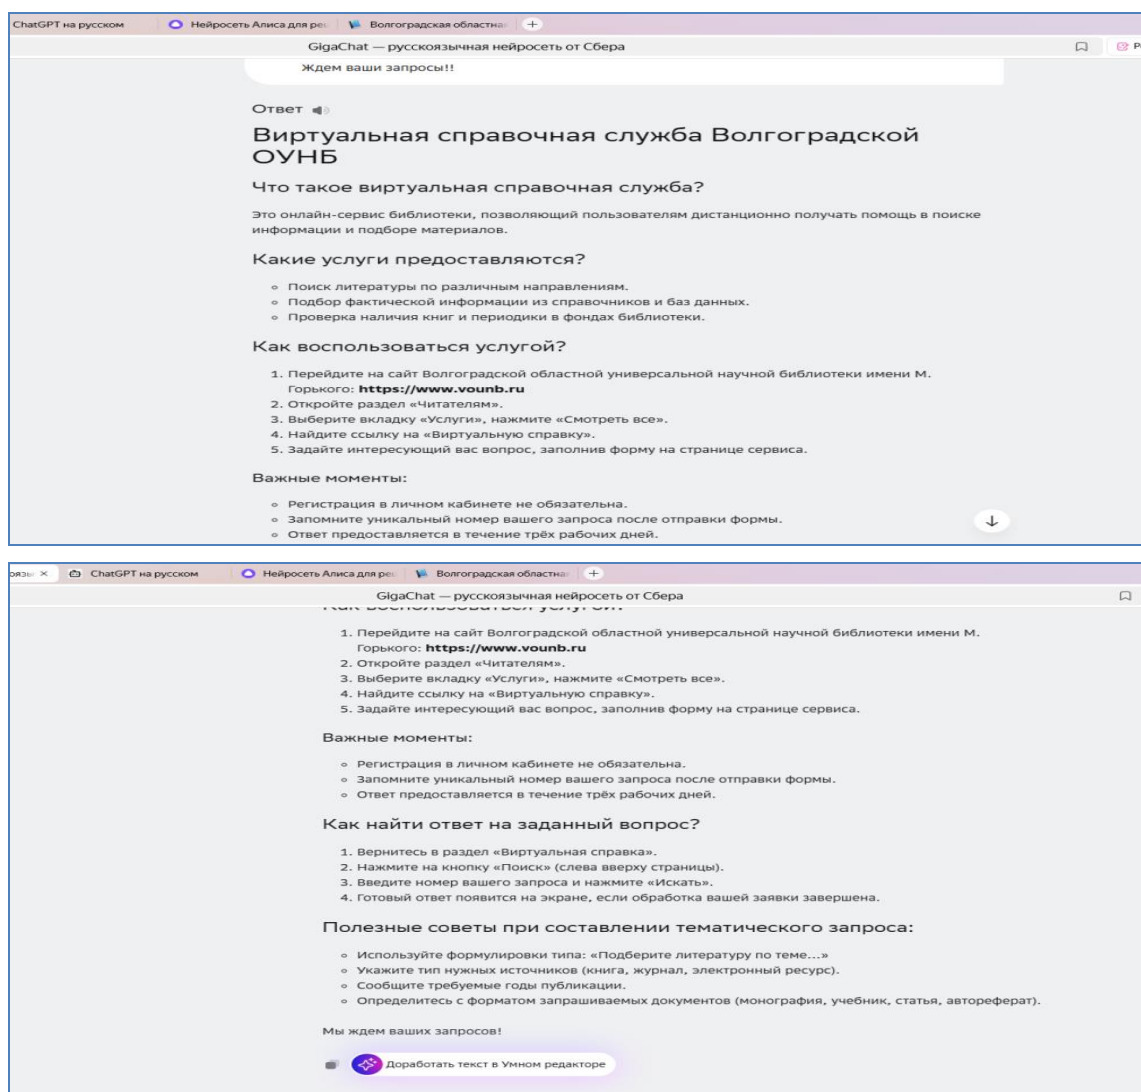 ChatGPT на русском
Нейросеть Алиса для ре
Волгоградская областна
GigaChat — русскоязычная нейросеть от Сбера
Ждем ваши запросы!!
Ответ
Виртуальная справочная служба Волгоградской
ОУНБ
Что такое виртуальная справочная служба?
Это онлайн-сервис библиотеки, позволяющий пользователям дистанционно получать помощь в поиске
информации и подборе материалов.
Какие услуги предоставляются?
Поиск литературы по различным направлениям.
Подбор фактической информации из справочников и баз данных.
Проверка наличия книг и периодики в фондах библиотеки.
Как воспользоваться услугой?
1. Перейдите на сайт Волгоградской областной универсальной научной библиотеки имени М.
Горького: https://www.vounb.ru
2. Откройте раздел «Читателям».
3. Выберите вкладку «Услуги», нажмите «Смотреть все».
4. Найдите ссылку на «Виртуальную справку».
5. Задайте интересующий вас вопрос, заполнив форму на странице сервиса.
Важные моменты:
Регистрация в личном кабинете не обязательна.
Запомните уникальный номер вашего запроса после отправки формы.
Ответ предоставляется в течение трёх рабочих дней.
ChatGPT на русском
Нейросеть Алиса для ре
Волгоградская областна
GigaChat — русскоязычная нейросеть от Сбера
Как воспользоваться услугой?
1. Перейдите на сайт Волгоградской областной универсальной научной библиотеки имени М.
Горького: https://www.vounb.ru
2. Откройте раздел «Читателям».
3. Выберите вкладку «Услуги», нажмите «Смотреть все».
4. Найдите ссылку на «Виртуальную справку».
5. Задайте интересующий вас вопрос, заполнив форму на странице сервиса.
Важные моменты:
Регистрация в личном кабинете не обязательна.
Запомните уникальный номер вашего запроса после отправки формы.
Ответ предоставляется в течение трёх рабочих дней.
Как найти ответ на заданный вопрос?
1. Вернитесь в раздел «Виртуальная справка».
2. Нажмите на кнопку «Поиск» (слева вверху страницы).
3. Введите номер вашего запроса и нажмите «Искать».
4. Готовый ответ появится на экране, если обработка вашей заявки завершена.
Полезные советы при составлении тематического запроса:
Используйте формулировки типа: «Подберите литературу по теме...»
Укажите тип нужных источников (книга, журнал, электронный ресурс).
Сообщите требуемые годы публикации.
Определитесь с форматом запрашиваемых документов (монография, учебник, статья, автореферат).
Мы ждем ваших запросов!
Доработать текст в Умном редакторе